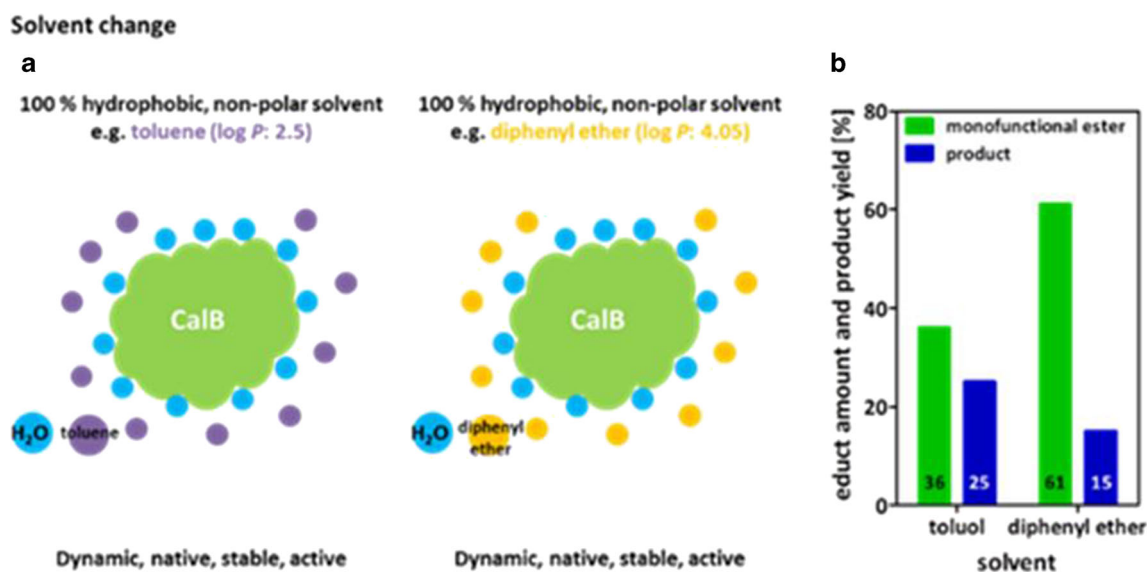 Solvent change
a
100 % hydrophobic, non-polar solvent
e.g. toluene (log P: 2.5)
CalB
H₂O toluene
Dynamic, native, stable, active
100 % hydrophobic, non-polar solvent
e.g. diphenyl ether (log P: 4.05)
CalB
H₂O diphenyl
ether
Dynamic, native, stable, active
b
educt amount and product yield [%]
80
60
40
20
0
monofunctional ester
product
36 25 61 15
toluol diphenyl ether
solvent